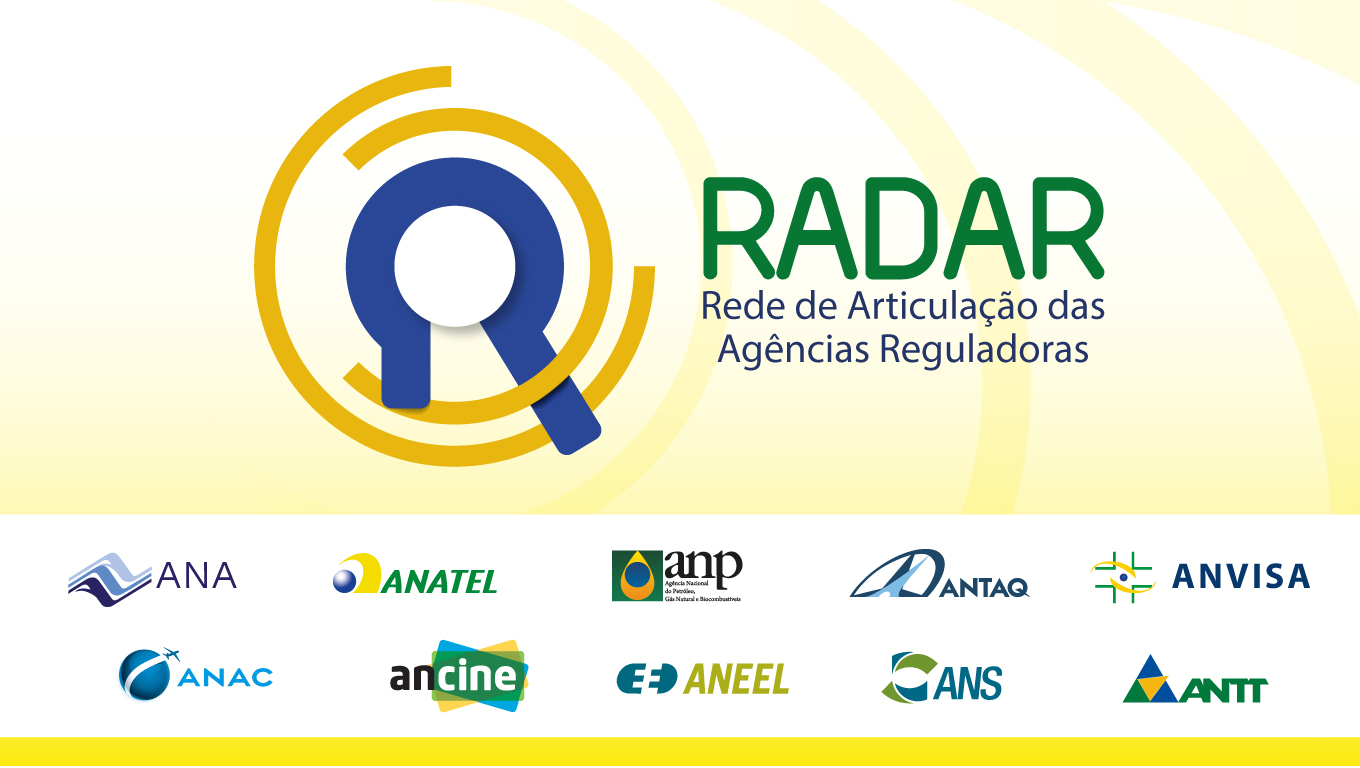 RADAR
Rede de Articulação das
Agências Reguladoras
ANA
ANATEL
anp
Agência Nacional
do Petróleo,
Gás Natural e Biocombustíveis
ANTAQ
ANVISA
ANAC
ancine
ANEEL
ANS
ANTT